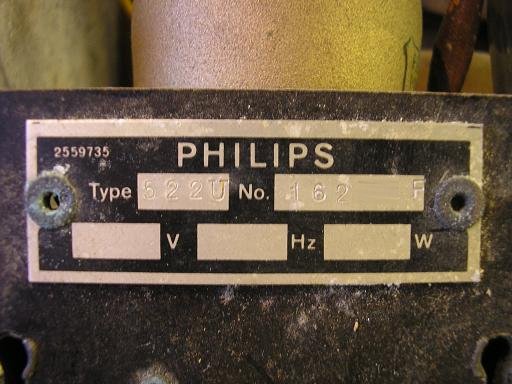 2559735 PHILIPS
Type 522U No. 162 F
V Hz W